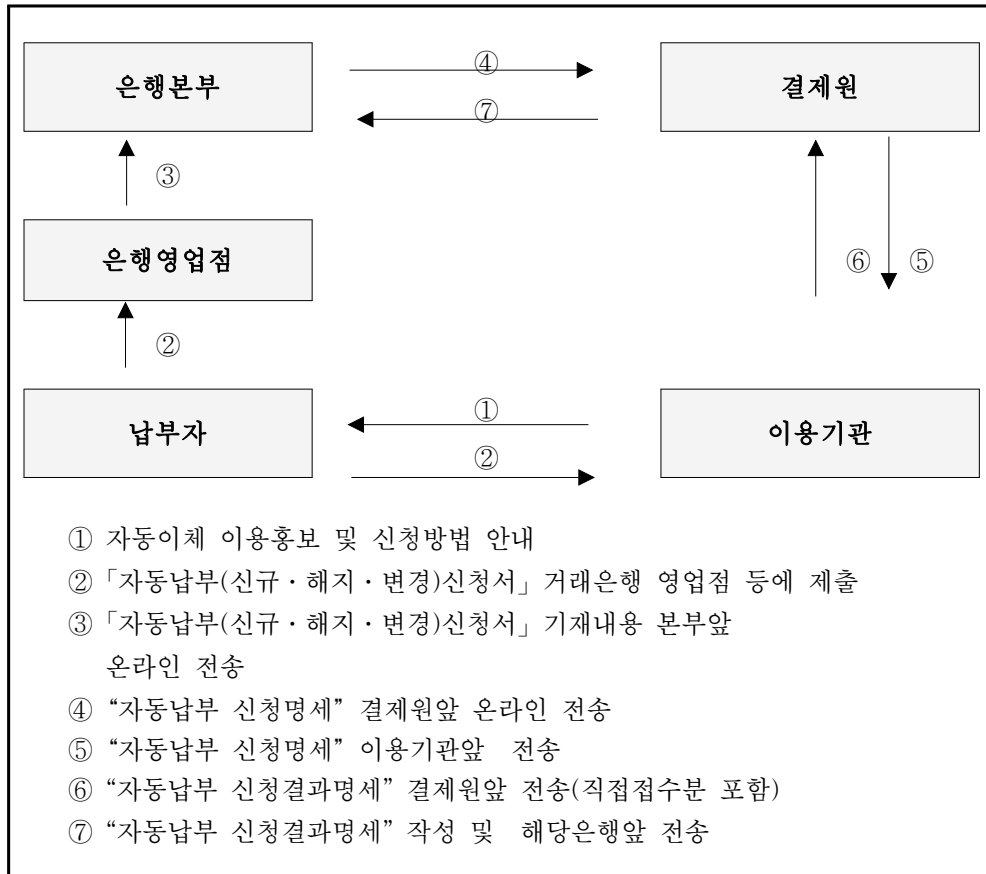 은행본부
④
결제원
⑦
③
은행영업점
⑥ ⑤
②
납부자
①
이용기관
②
① 자동이체 이용홍보 및 신청방법 안내
②「자동납부(신규·해지·변경)신청서」거래은행 영업점 등에 제출
③「자동납부(신규·해지·변경)신청서」기재내용 본부앞
온라인 전송
④ “자동납부 신청명세” 결제원앞 온라인 전송
⑤ “자동납부 신청명세” 이용기관앞 전송
⑥ “자동납부 신청결과명세” 결제원앞 전송(직접접수분 포함)
⑦ “자동납부 신청결과명세” 작성 및 해당은행앞 전송